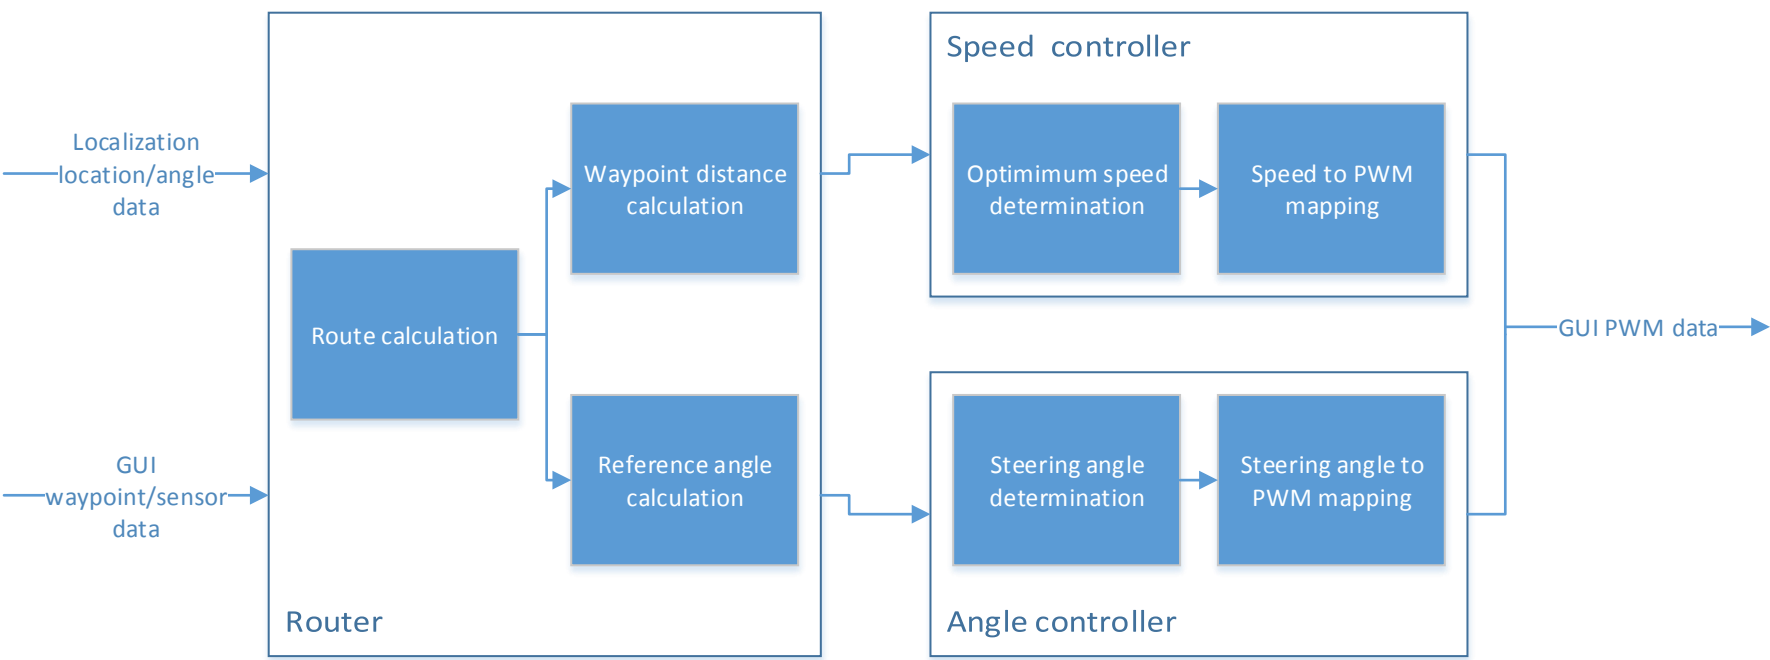 Localization
location/angle
data
GUI
waypoint/sensor
data
Route calculation
Waypoint distance
calculation
Reference angle
calculation
Router
Speed controller
Optimimum speed
determination
Speed to PWM
mapping
Steering angle
determination
Steering angle to
PWM mapping
Angle controller
GUI PWM data